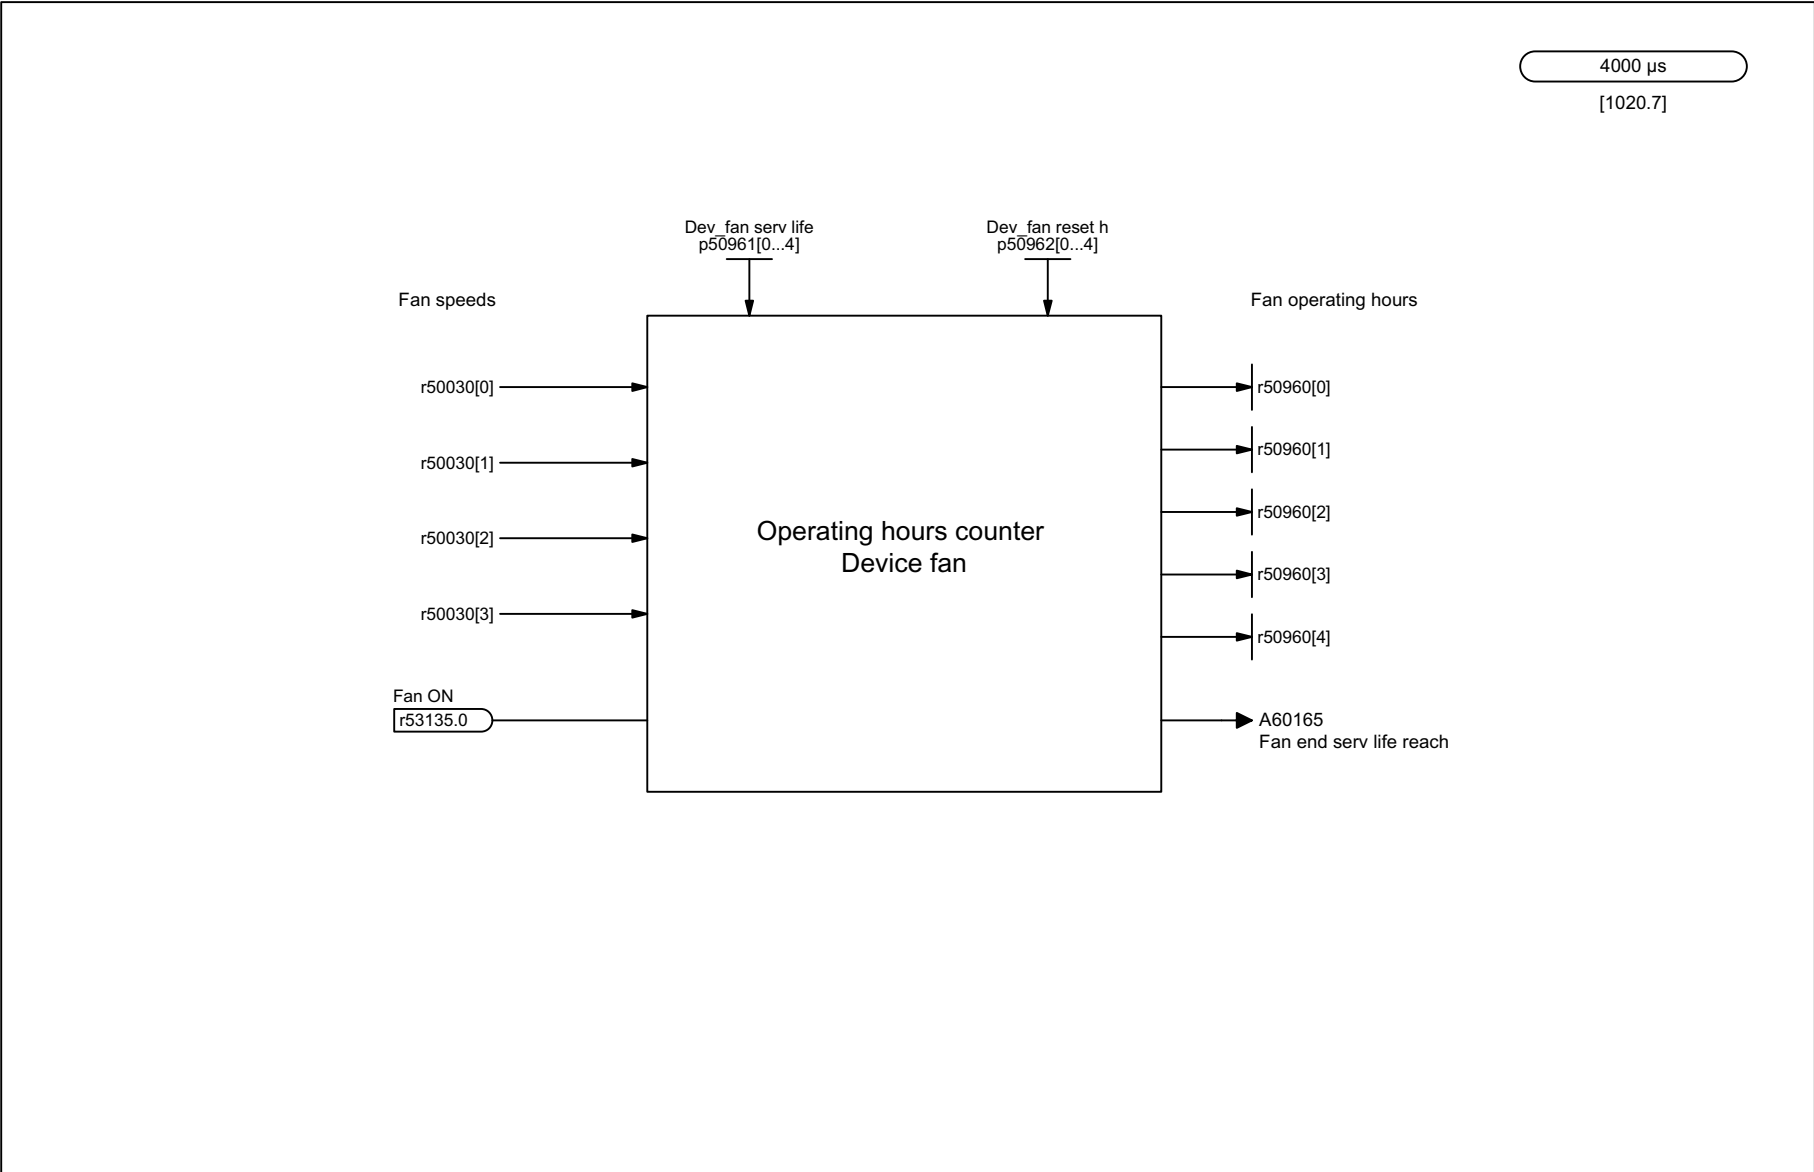 4000 µs
[1020.7]
Dev_fan serv life
p50961[0...4]
Dev_fan reset h
p50962[0...4]
Fan speeds
Fan operating hours
r50030[0]
r50030[1]
r50030[2]
r50030[3]
Fan ON
r53135.0
Operating hours counter
Device fan
r50960[0]
r50960[1]
r50960[2]
r50960[3]
r50960[4]
A60165
Fan end serv life reach